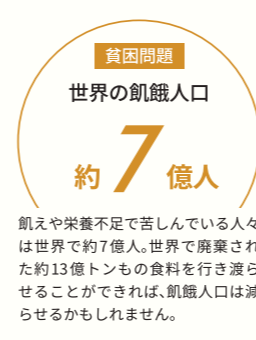 貧困問題
世界の飢餓人口
約7億人
飢えや栄養不足で苦しんでいる人々
は世界で約7億人。世界で廃棄され
た約13億トンもの食料を行き渡ら
せることができれば、飢餓人口は減
らせるかもしれません。